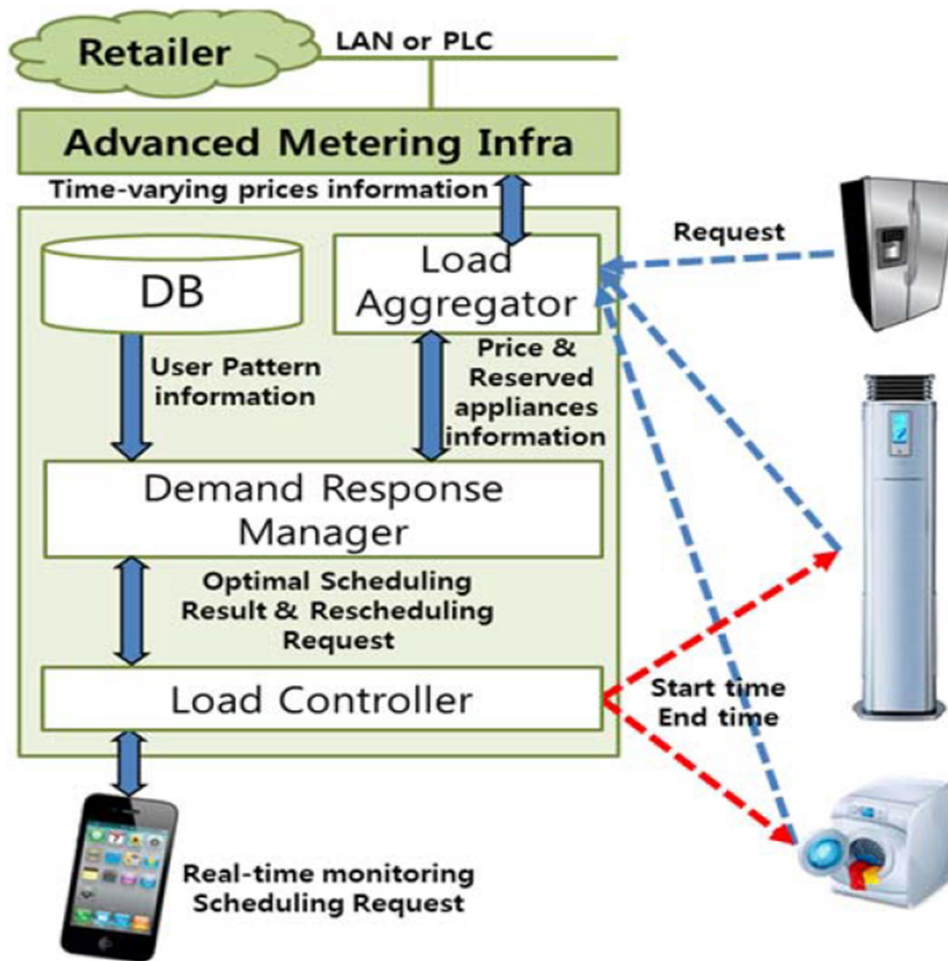 Retailer
LAN or PLC
Advanced Metering Infra
Time-varying prices information
DB
Load
Aggregator
Request
User Pattern
information
Price &
Reserved
appliances
information
Demand Response
Manager
Optimal Scheduling
Result & Rescheduling
Request
Load Controller
Start time
End time
Real-time monitoring
Scheduling Request